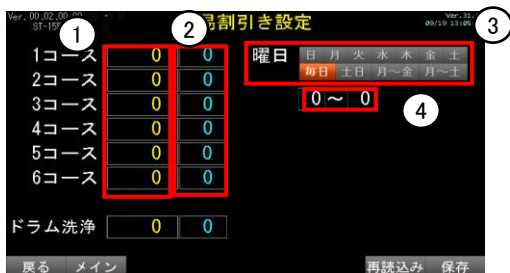 Ver. 00.02.00.00
ST-155
易割引き設定
Ver.31.
09/19 13:05
① ② ③ ④
1コース 0 0
2コース 0 0
3コース 0 0
4コース 0 0
5コース 0 0
6コース 0 0
ドラム洗浄 0 0
曜日 日 月 火 水 木 金 土
毎日 土日 月～金 月～土
0 ～ 0
戻る メイン 再読込み 保存